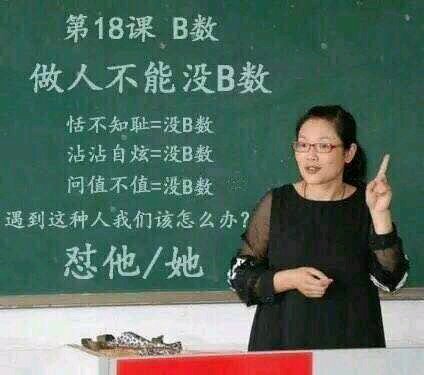 第18课 B数
做人不能没B数
恬不知耻=没B数
沾沾自炫=没B数
问值不值=没B数
遇到这种人我们该怎么办?
怼他/她